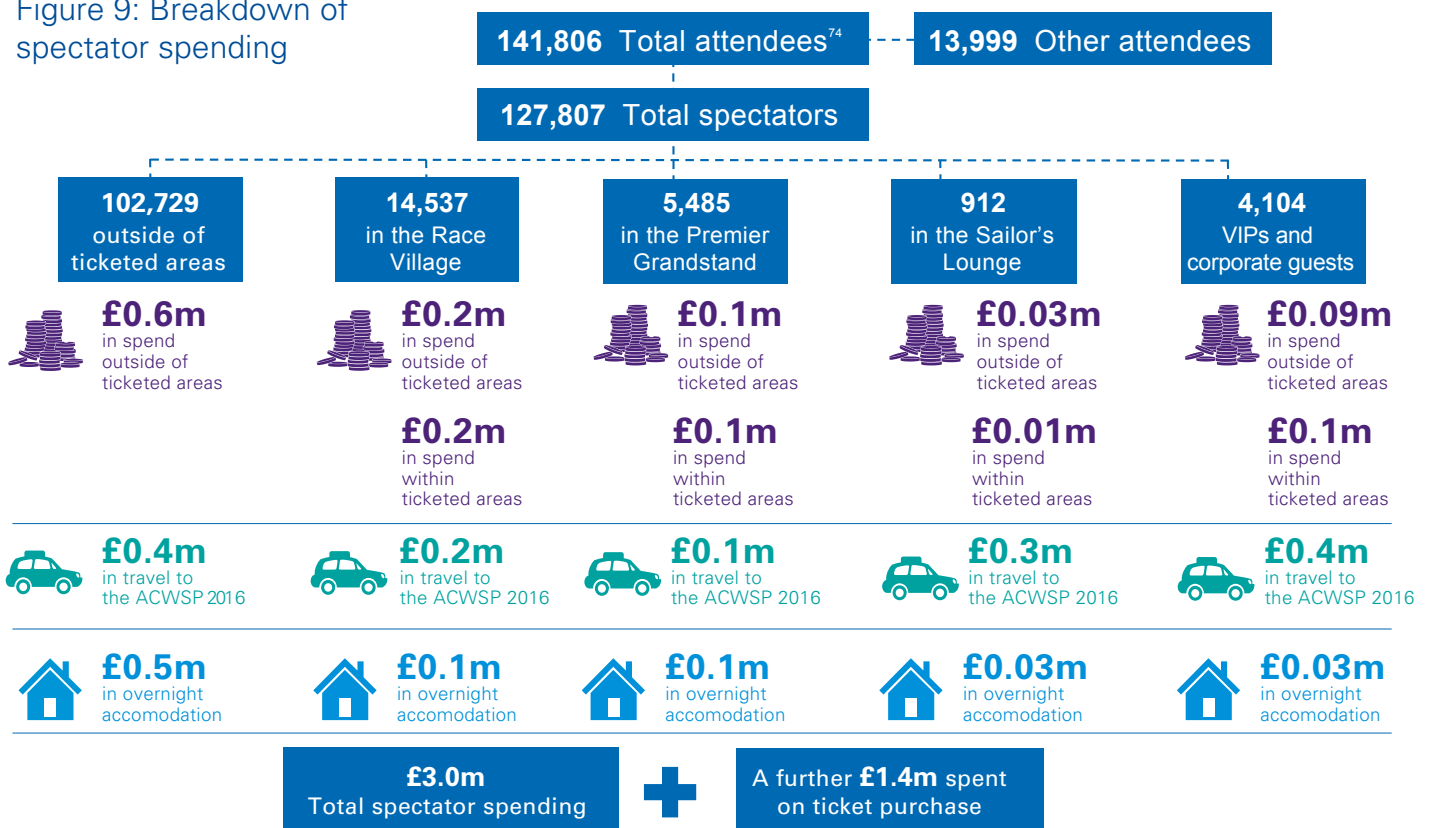 Figure 9: Breakdown of
spectator spending
141,806 Total attendees74
13,999 Other attendees
127,807 Total spectators
102,729
outside of
ticketed areas
14,537
in the Race
Village
5,485
in the Premier
Grandstand
912
in the Sailor's
Lounge
4,104
VIPs and
corporate guests
£0.6m
in spend
outside of
ticketed areas
£0.2m
in spend
outside of
ticketed areas
£0.1m
in spend
outside of
ticketed areas
£0.03m
in spend
outside of
ticketed areas
£0.09m
in spend
outside of
ticketed areas
£0.2m
in spend
within
ticketed areas
£0.1m
in spend
within
ticketed areas
£0.01m
in spend
within
ticketed areas
£0.1m
in spend
within
ticketed areas
£0.4m
in travel to
the ACWSP 2016
£0.2m
in travel to
the ACWSP 2016
£0.1m
in travel to
the ACWSP 2016
£0.3m
in travel to
the ACWSP 2016
£0.4m
in travel to
the ACWSP 2016
£0.5m
in overnight
accomodation
£0.1m
in overnight
accomodation
£0.1m
in overnight
accomodation
£0.03m
in overnight
accomodation
£0.03m
in overnight
accomodation
£3.0m
Total spectator spending
A further £1.4m spent
on ticket purchase